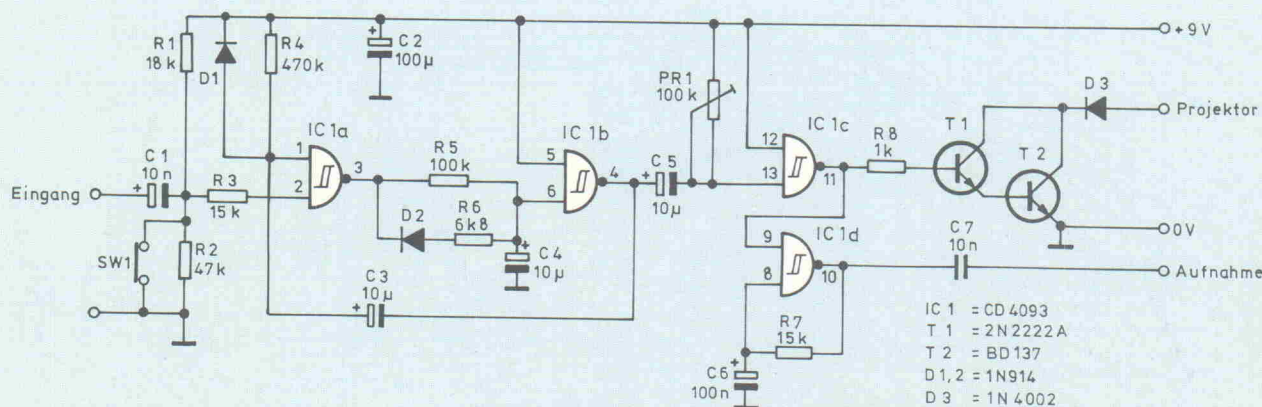 R1
18k
D1
R4
470k
+
C2
100µ
PR1
100k
+9V
D3
Projektor
IC 1a
1
2
3
R5
100k
IC 1b
5
6
4
+
C5
10µ
12
13
IC 1c
11
R8
1k
T1
T2
C1
10n
+
Eingang
R3
15k
D2
R6
6k8
+
C4
10µ
9
8
IC 1d
10
C7
10n
0V
Aufnahme
SW1
R2
47k
C3
10µ
+
R7
15k
+
C6
100n
IC 1 = CD 4093
T 1 = 2N2222A
T 2 = BD137
D1,2 = 1N914
D 3 = 1N 4002